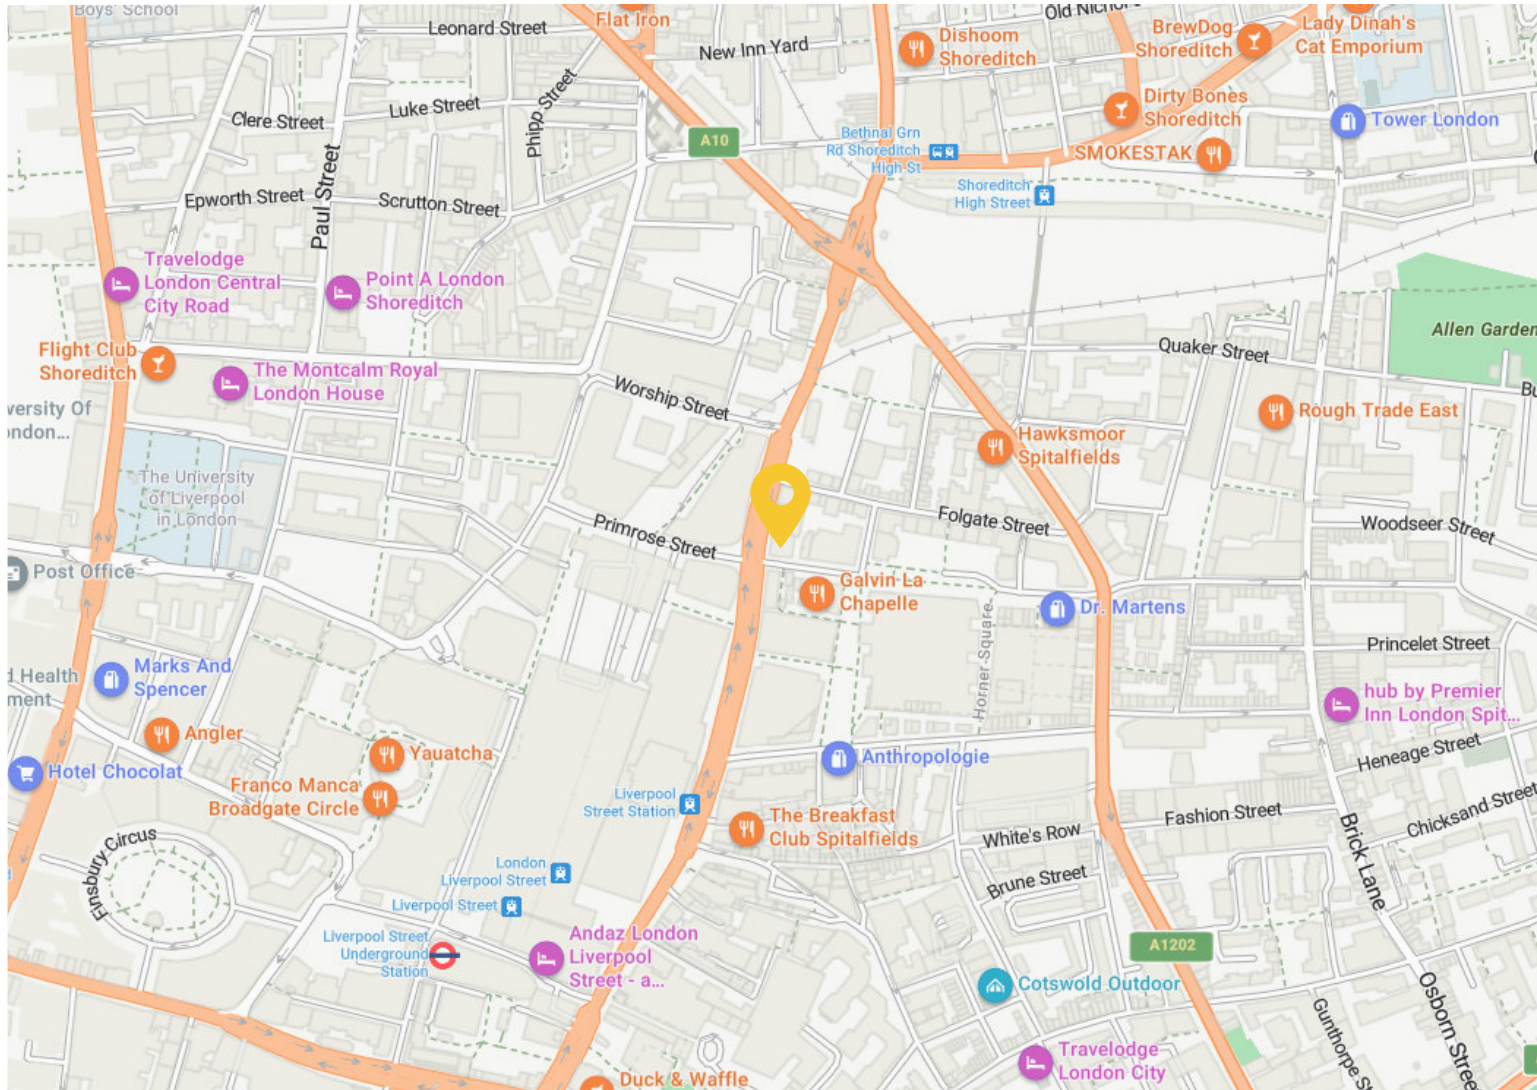 Boys' School
Leonard Street
Flat Iron
New Inn Yard
Dishoom
Shoreditch
BrewDog
Shoreditch
Lady Dinah's
Cat Emporium
Clere Street
Luke Street
Phipp Street
A10
Bethnal Grn
Rd Shoreditch
High St
Dirty Bones
Shoreditch
SMOKESTAK
Tower London
Paul Street
Epworth Street
Scrutton Street
Shoreditch
High Street
Travelodge
London Central
City Road
Point A London
Shoreditch
Allen Garden
Flight Club
Shoreditch
The Montcalm Royal
London House
Worship Street
Quaker Street
Bu
versity Of
ondon...
Rough Trade East
Hawksmoor
Spitalfields
The University
of Liverpool
in London
Primrose Street
Folgate Street
Woodseer Street
Post Office
Galvin La
Chapelle
Dr. Martens
Horner Square
Princelet Street
d Health
ment
Marks And
Spencer
hub by Premier
Inn London Spit...
Angler
Yauatcha
Anthropologie
Heneage Street
Hotel Chocolat
Franco Manca
Broadgate Circle
Liverpool
Street Station
The Breakfast
Club Spitalfields
White's Row
Fashion Street
Chicksand Street
Finsbury Circus
London
Liverpool Street
Brune Street
Brick Lane
Liverpool Street
Liverpool Street
Underground
Station
Andaz London
Liverpool
Street - a...
A1202
Cotswold Outdoor
Osborn Stree
Gunthorpe S
Travelodge
London City
Duck & Waffle